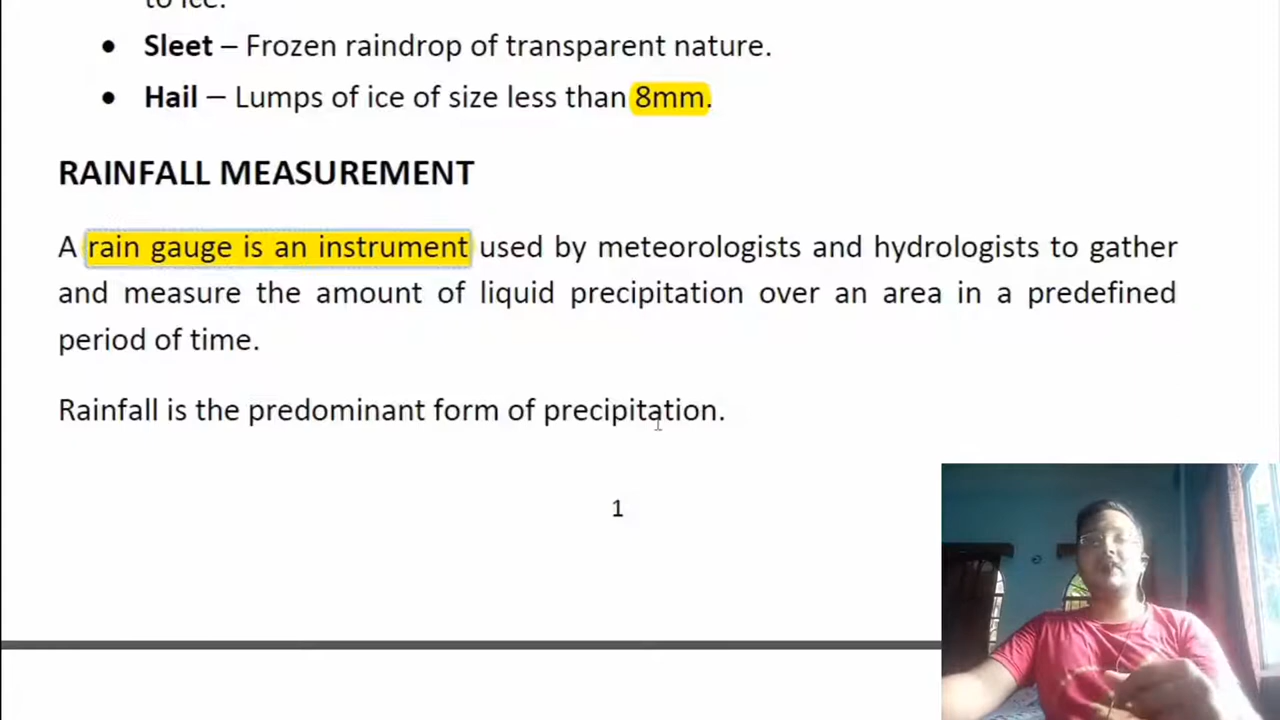 • Sleet – Frozen raindrop of transparent nature.
• Hail – Lumps of ice of size less than 8mm.
RAINFALL MEASUREMENT
A rain gauge is an instrument used by meteorologists and hydrologists to gather
and measure the amount of liquid precipitation over an area in a predefined
period of time.
Rainfall is the predominant form of precipitation.
1